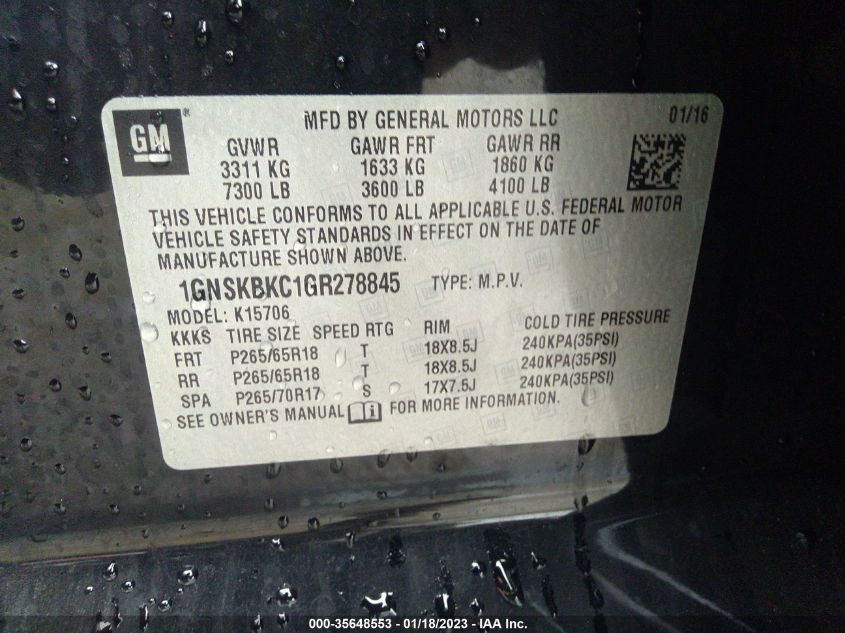 GM ®
MFD BY GENERAL MOTORS LLC 01/16
GVWR GAWR FRT GAWR RR
3311 KG 1633 KG 1860 KG
7300 LB 3600 LB 4100 LB
THIS VEHICLE CONFORMS TO ALL APPLICABLE U.S. FEDERAL MOTOR
VEHICLE SAFETY STANDARDS IN EFFECT ON THE DATE OF
MANUFACTURE SHOWN ABOVE.
1GNSKBKC1GR278845 TYPE: M.P.V.
MODEL: K15706
KKKS TIRE SIZE SPEED RTG RIM COLD TIRE PRESSURE
FRT P265/65R18 T 18X8.5J 240KPA(35PSI)
RR P265/65R18 T 18X8.5J 240KPA(35PSI)
SPA P265/70R17 S 17X7.5J 240KPA(35PSI)
SEE OWNER'S MANUAL i FOR MORE INFORMATION.
000-35648553 - 01/18/2023 - IAA Inc.